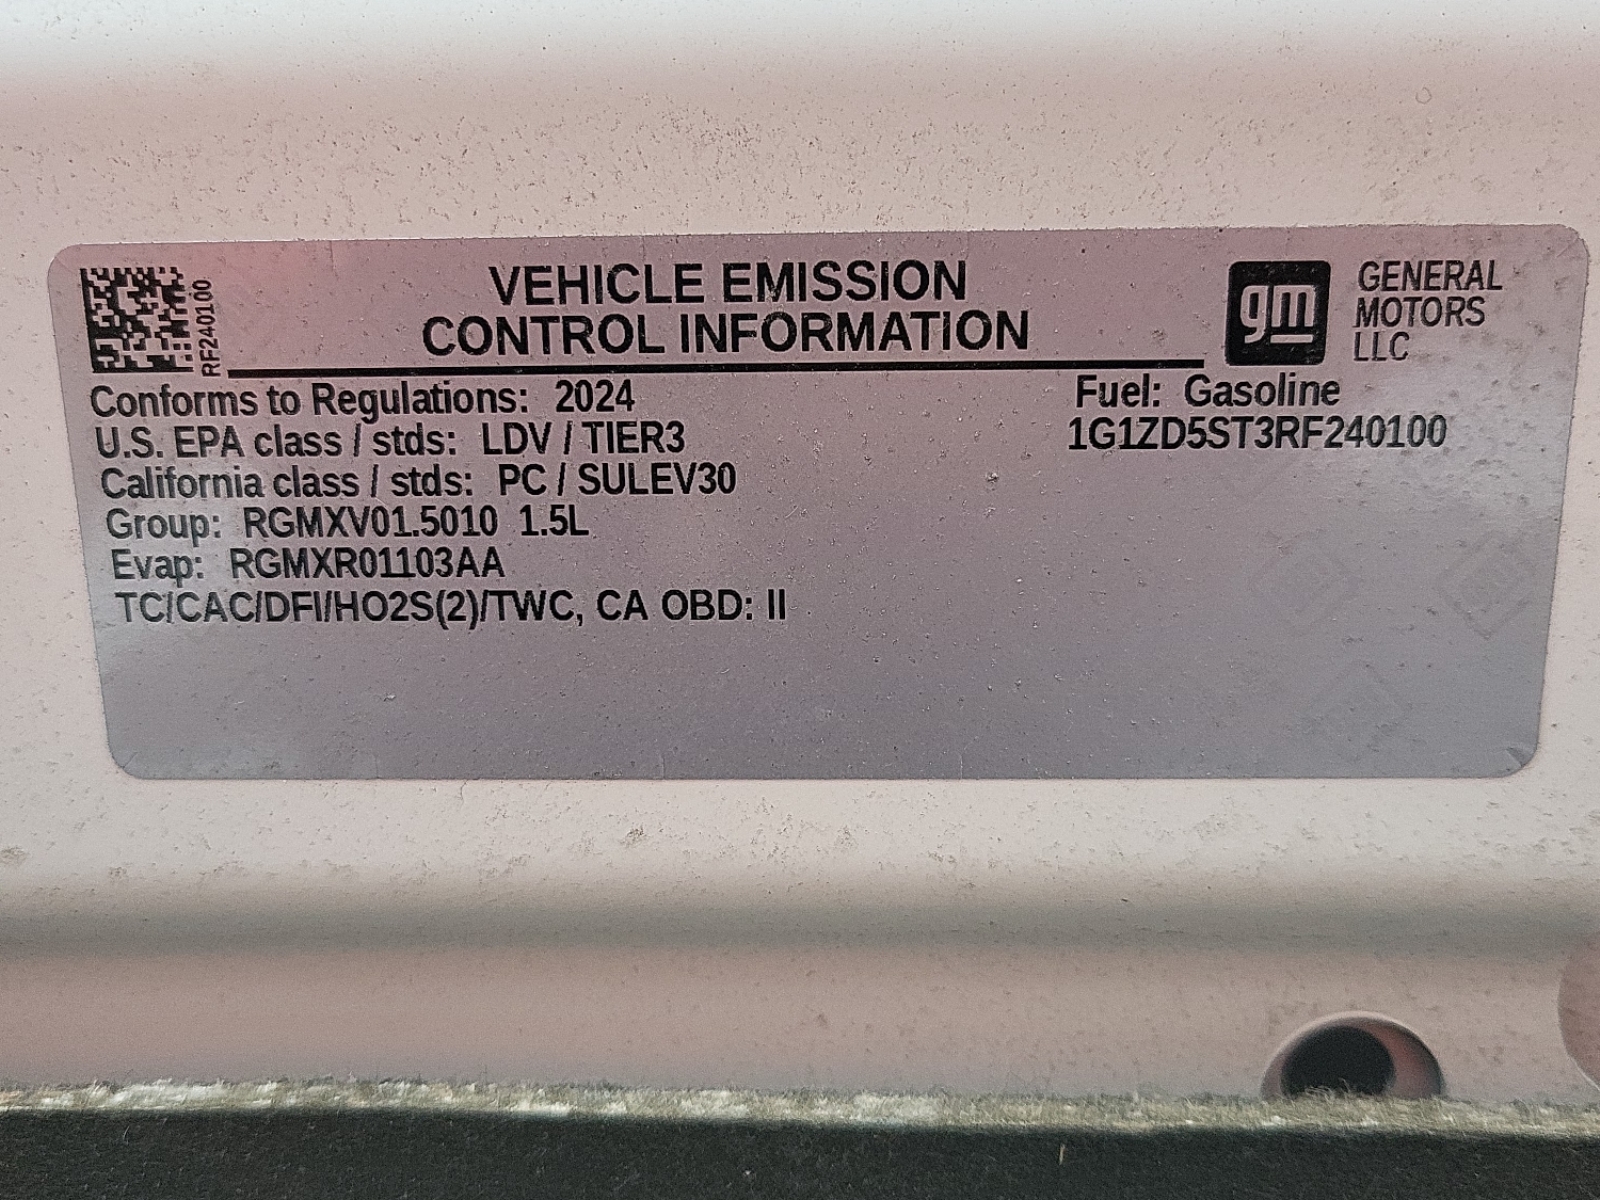 VEHICLE EMISSION
CONTROL INFORMATION
gm
GENERAL
MOTORS
LLC
RF240100
Conforms to Regulations: 2024
U.S. EPA class / stds: LDV / TIER3
California class / stds: PC / SULEV30
Group: RGMXV01.5010 1.5L
Evap: RGMXR01103AA
TC/CAC/DFI/HO2S(2)/TWC, CA OBD: II
Fuel: Gasoline
1G1ZD5ST3RF240100